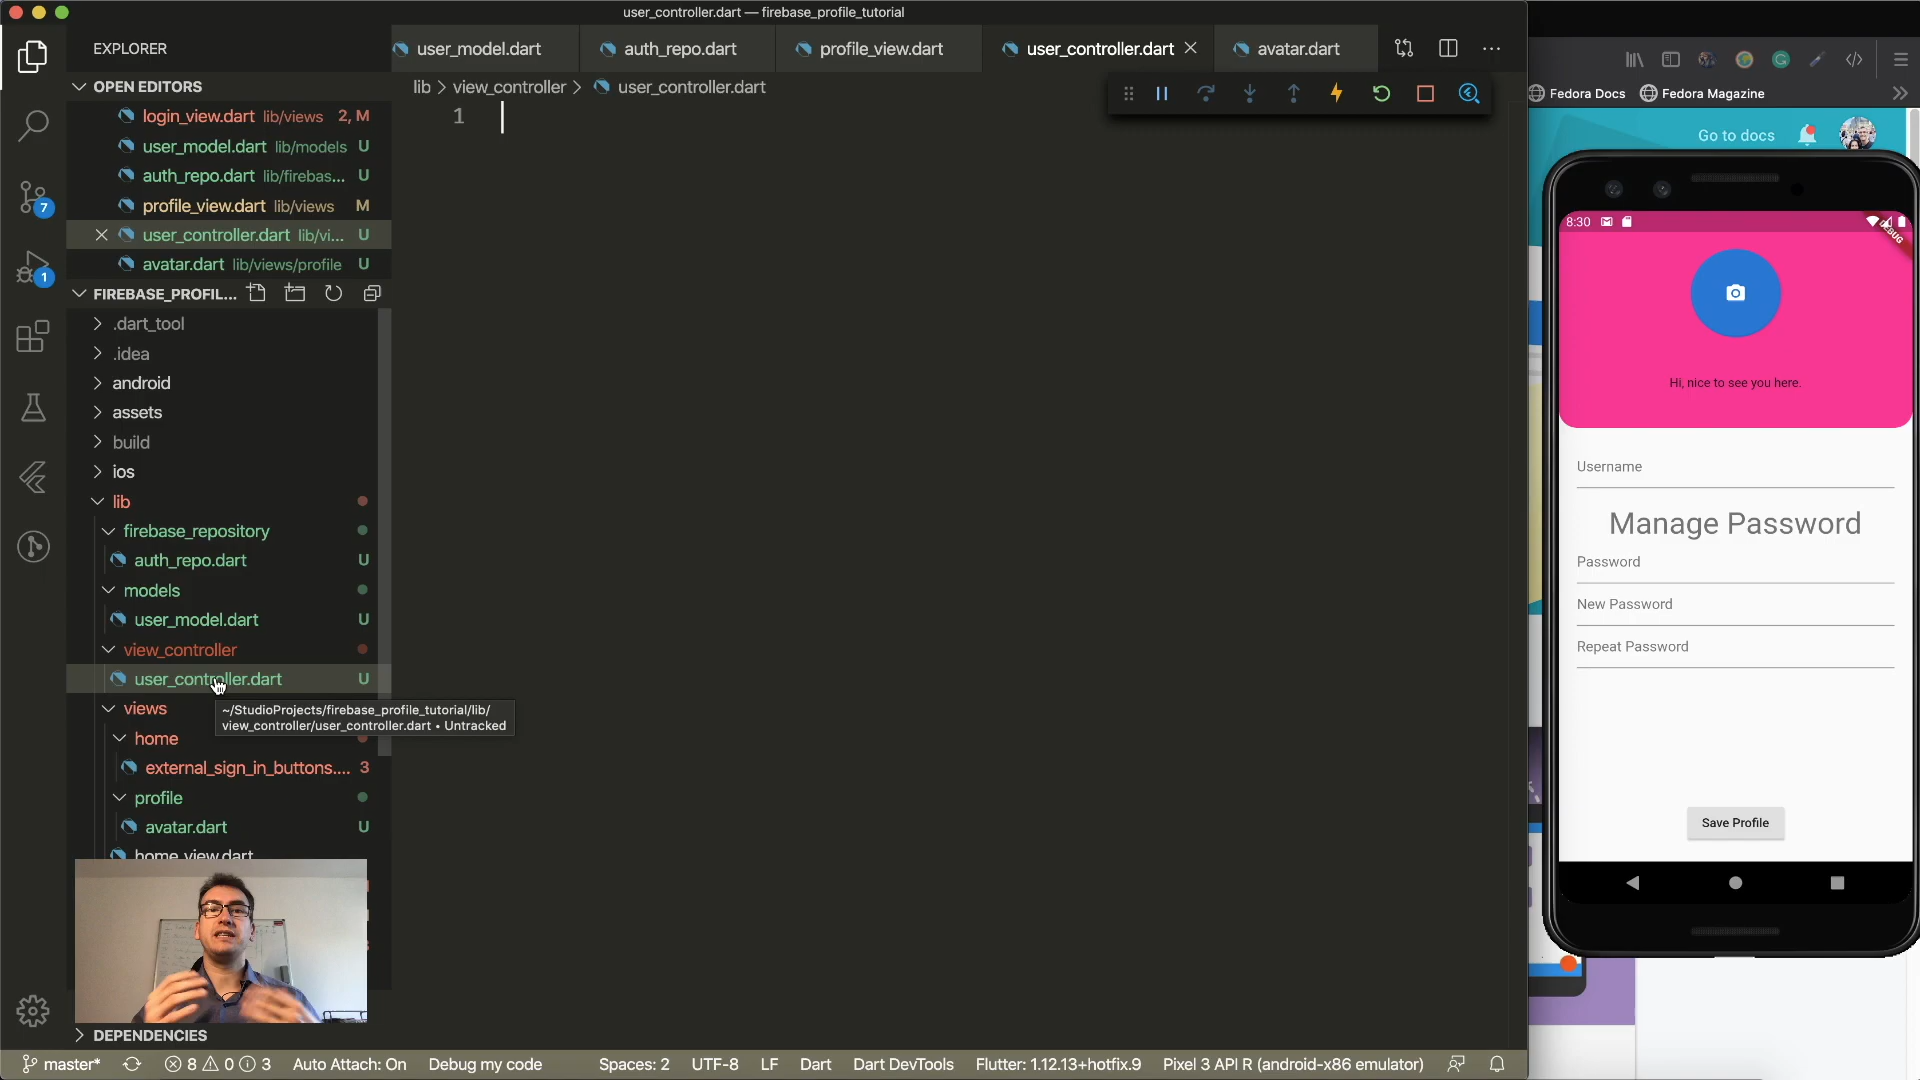 user_controller.dart — firebase_profile_tutorial
EXPLORER
user_model.dart
auth_repo.dart
profile_view.dart
user_controller.dart
avatar.dart
OPEN EDITORS
lib > view_controller > user_controller.dart
1
login_view.dart lib/views 2, M
user_model.dart lib/models U
auth_repo.dart lib/firebas... U
profile_view.dart lib/views M
user_controller.dart lib/vi... U
avatar.dart lib/views/profile U
7
1
FIREBASE_PROFIL...
.dart_tool
.idea
android
assets
build
ios
lib
firebase_repository
auth_repo.dart U
models
user_model.dart U
view_controller
user_controller.dart U
~/StudioProjects/firebase_profile_tutorial/lib/
view_controller/user_controller.dart • Untracked
views
home
external_sign_in_buttons.... 3
profile
avatar.dart U
home_view.dart
DEPENDENCIES
master* 8 0 3 Auto Attach: On Debug my code Spaces: 2 UTF-8 LF Dart Dart DevTools Flutter: 1.12.13+hotfix.9 Pixel 3 API R (android-x86 emulator)
Fedora Docs
Fedora Magazine
Go to docs
8:30
DEBUG
Hi, nice to see you here.
Username
Manage Password
Password
New Password
Repeat Password
Save Profile